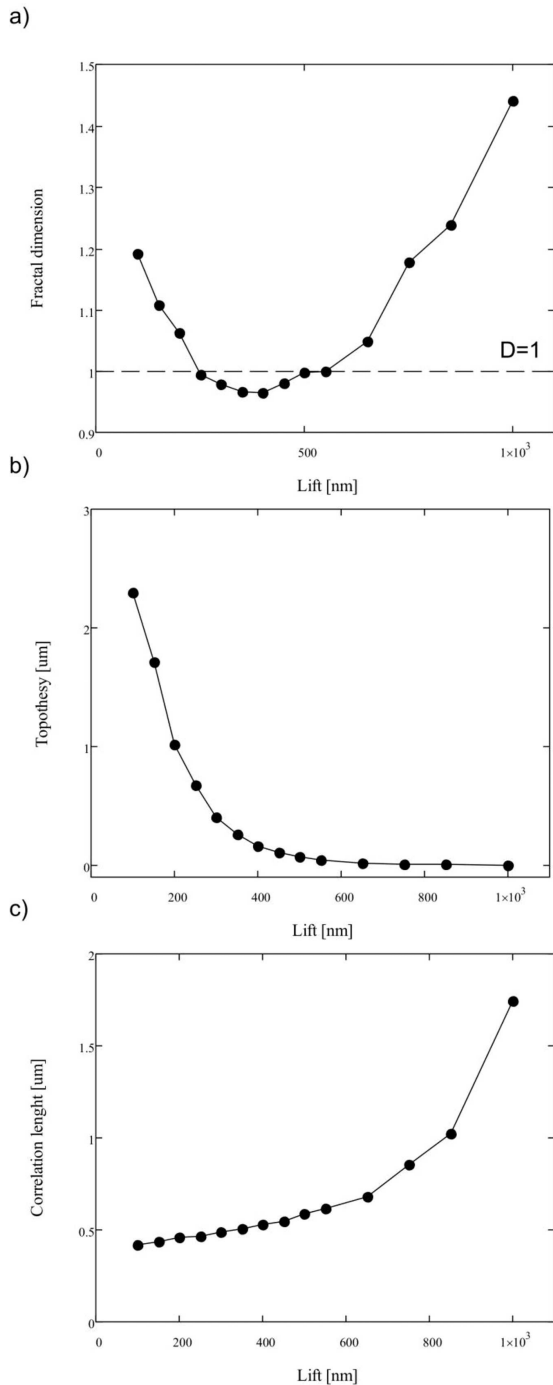 a)
1.5
1.4
1.3
1.2
1.1
1
0.9
Fractal dimension
D=1
0 500 1×10³
Lift [nm]
b)
3
2
1
0
Topothesy [um]
0 200 400 600 800 1×10³
Lift [nm]
c)
2
1.5
1
0.5
0
Correlation lenght [um]
0 200 400 600 800 1×10³
Lift [nm]